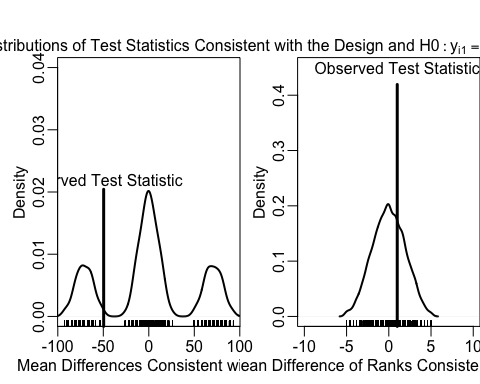 stributions of Test Statistics Consistent with the Design and H0 : yi1 =
Observed Test Statistic
rved Test Statistic
Density
0.00 0.01 0.02 0.03 0.04
-100 -50 0 50 100
Density
0.0 0.1 0.2 0.3 0.4
-10 -5 0 5 10
Mean Differences Consistent w
ean Difference of Ranks Consiste